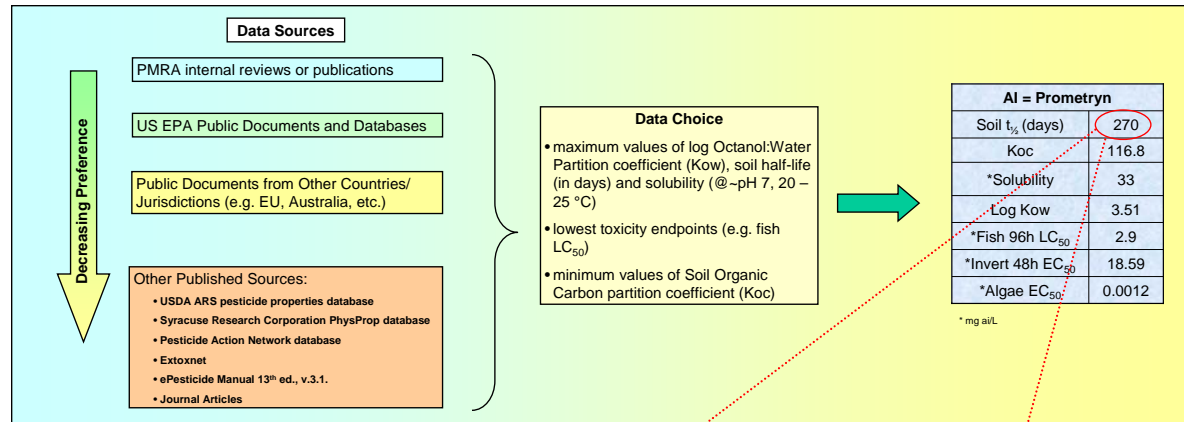 Data Sources
Decreasing Preference
PMRA internal reviews or publications
US EPA Public Documents and Databases
Public Documents from Other Countries/
Jurisdictions (e.g. EU, Australia, etc.)
Other Published Sources:
• USDA ARS pesticide properties database
• Syracuse Research Corporation PhysProp database
• Pesticide Action Network database
• Extoxnet
• ePesticide Manual 13th ed., v.3.1.
• Journal Articles
Data Choice
• maximum values of log Octanol:Water
Partition coefficient (Kow), soil half-life
(in days) and solubility (@~pH 7, 20 –
25 °C)
• lowest toxicity endpoints (e.g. fish
LC50)
• minimum values of Soil Organic
Carbon partition coefficient (Koc)
AI = Prometryn
Soil t½ (days) 270
Koc 116.8
*Solubility 33
Log Kow 3.51
*Fish 96h LC50 2.9
*Invert 48h EC50 18.59
*Algae EC50 0.0012
* mg ai/L